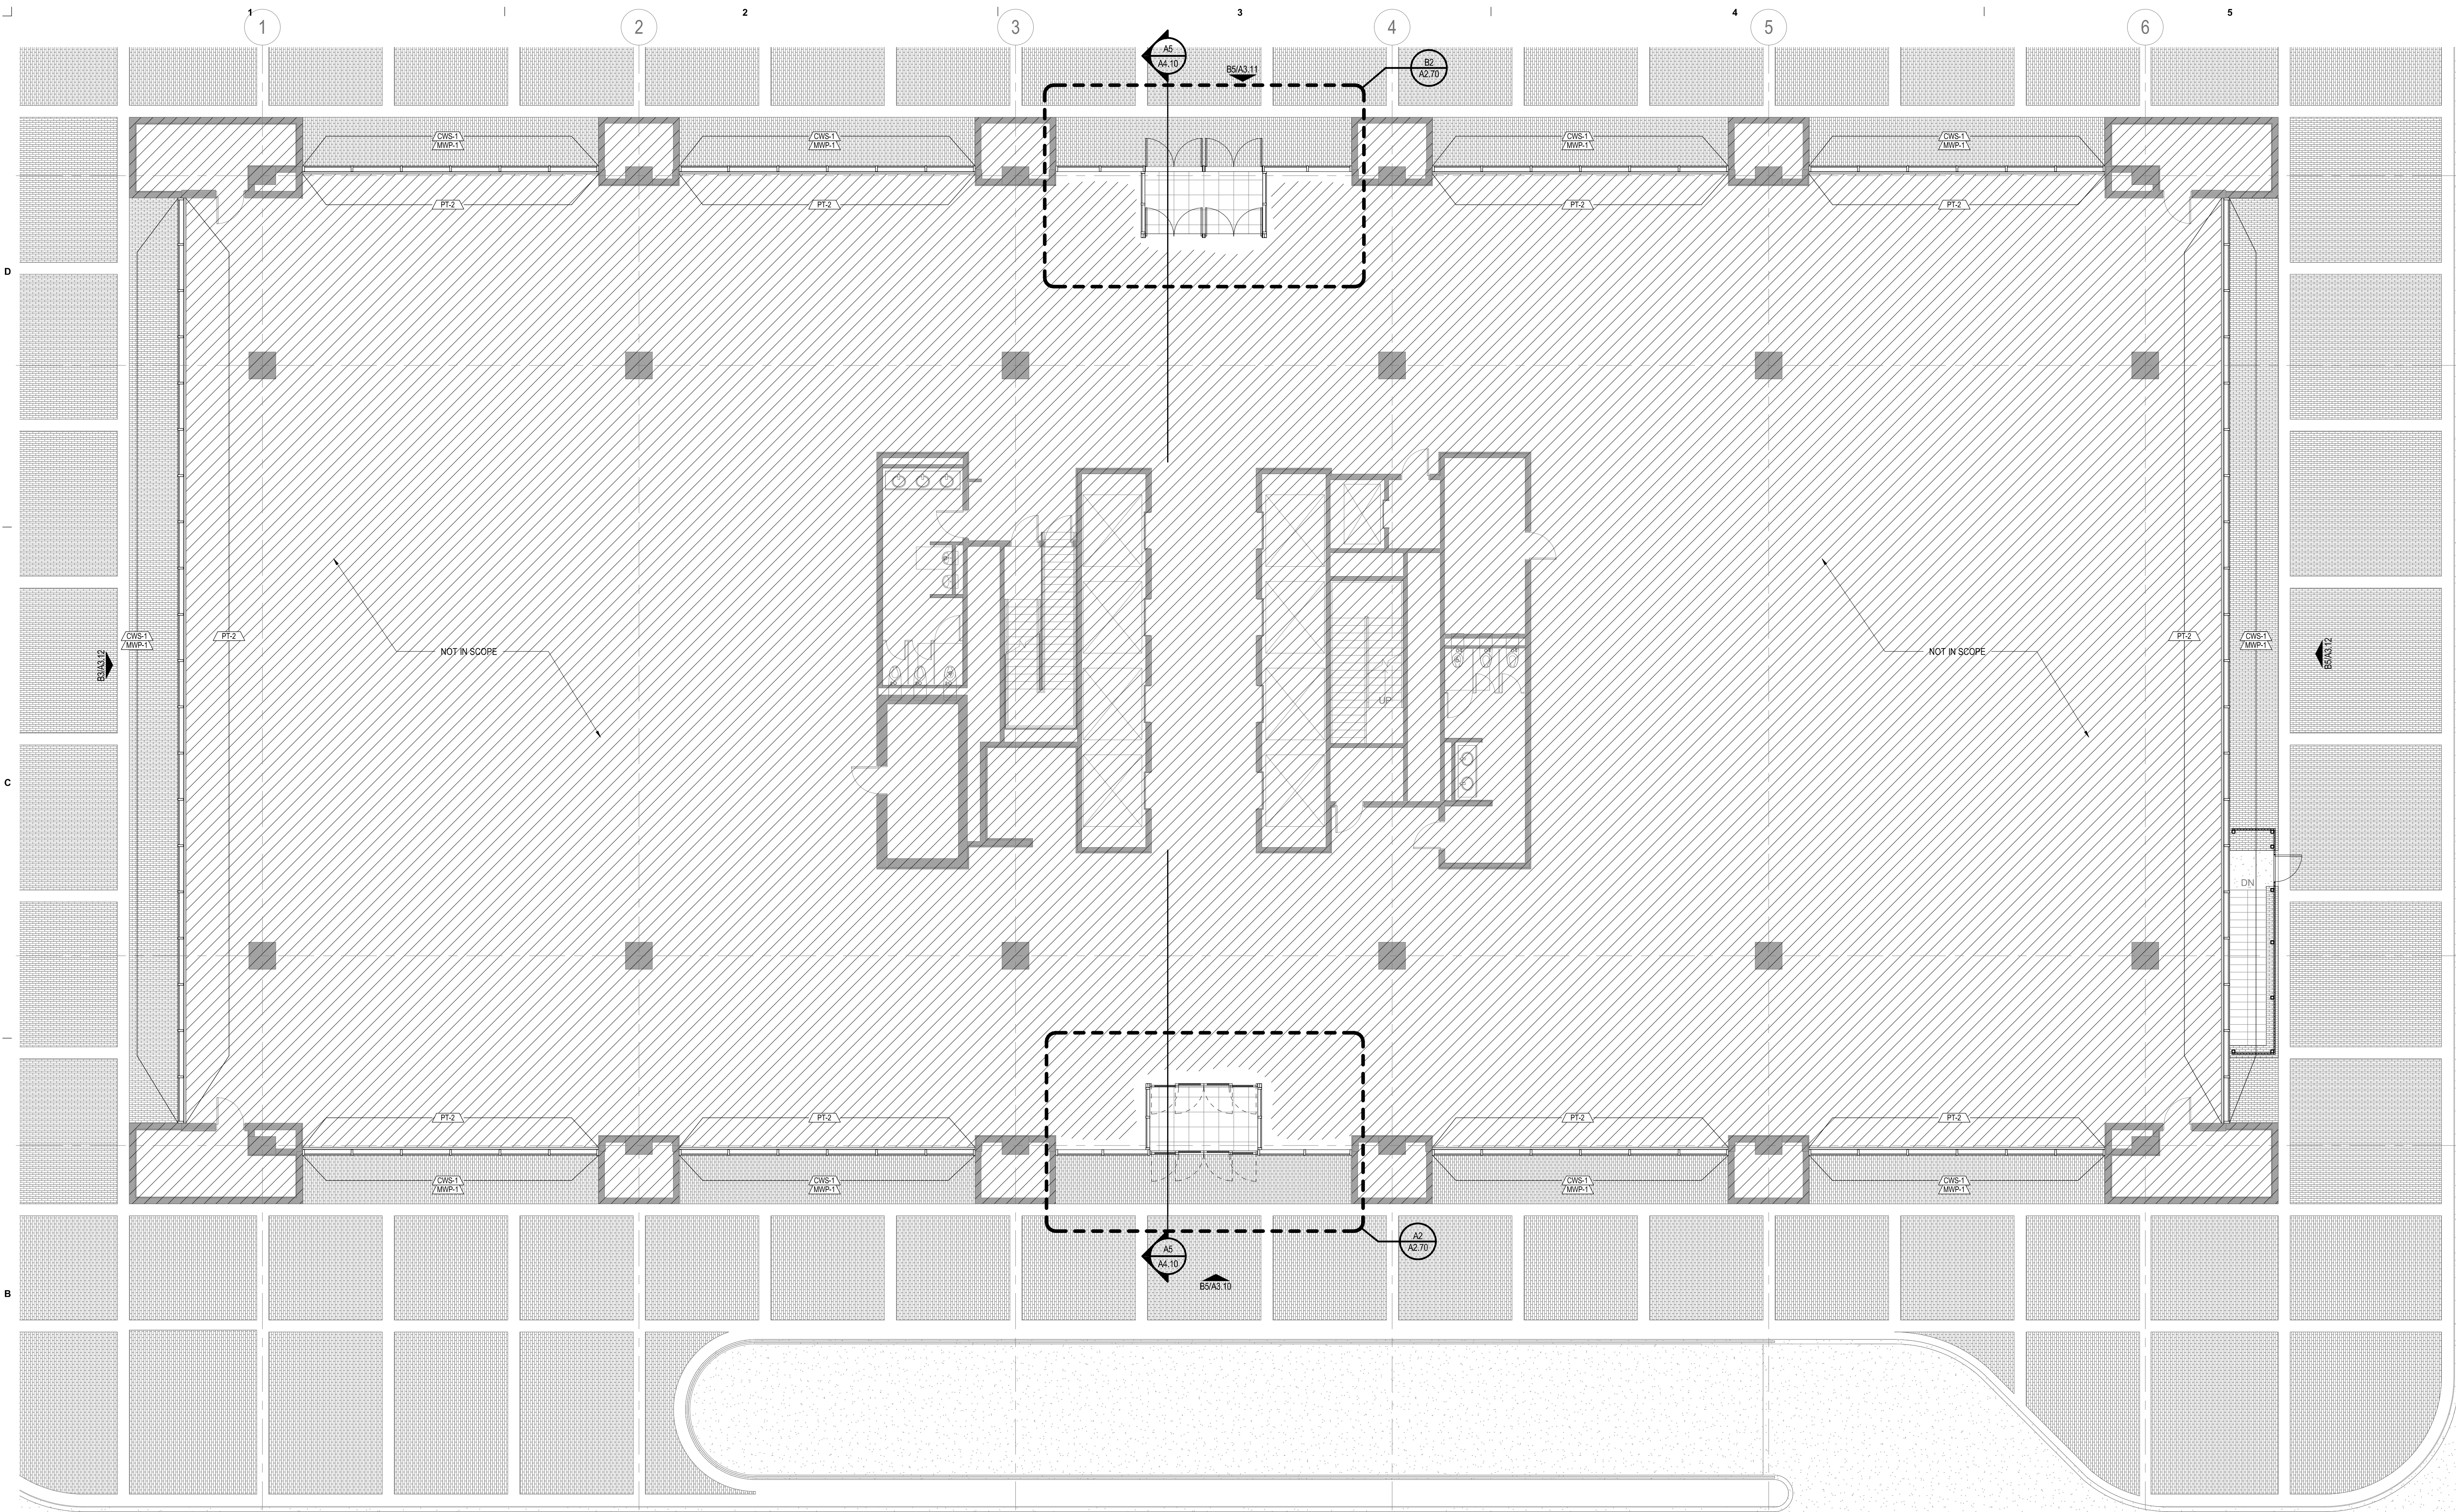 1
2
3
4
5
1
2
3
4
5
6
A5
A4.10
B5/A3.11
B2
A2.70
CWS-1
MWP-1
CWS-1
MWP-1
CWS-1
MWP-1
CWS-1
MWP-1
PT-2
PT-2
PT-2
PT-2
D
CWS-1
MWP-1
PT-2
B3/A3.12
NOT IN SCOPE
UP
NOT IN SCOPE
PT-2
CWS-1
MWP-1
B5/A3.12
C
DN
PT-2
PT-2
PT-2
PT-2
CWS-1
MWP-1
CWS-1
MWP-1
CWS-1
MWP-1
CWS-1
MWP-1
A5
A4.10
A2
A2.70
B5/A3.10
B